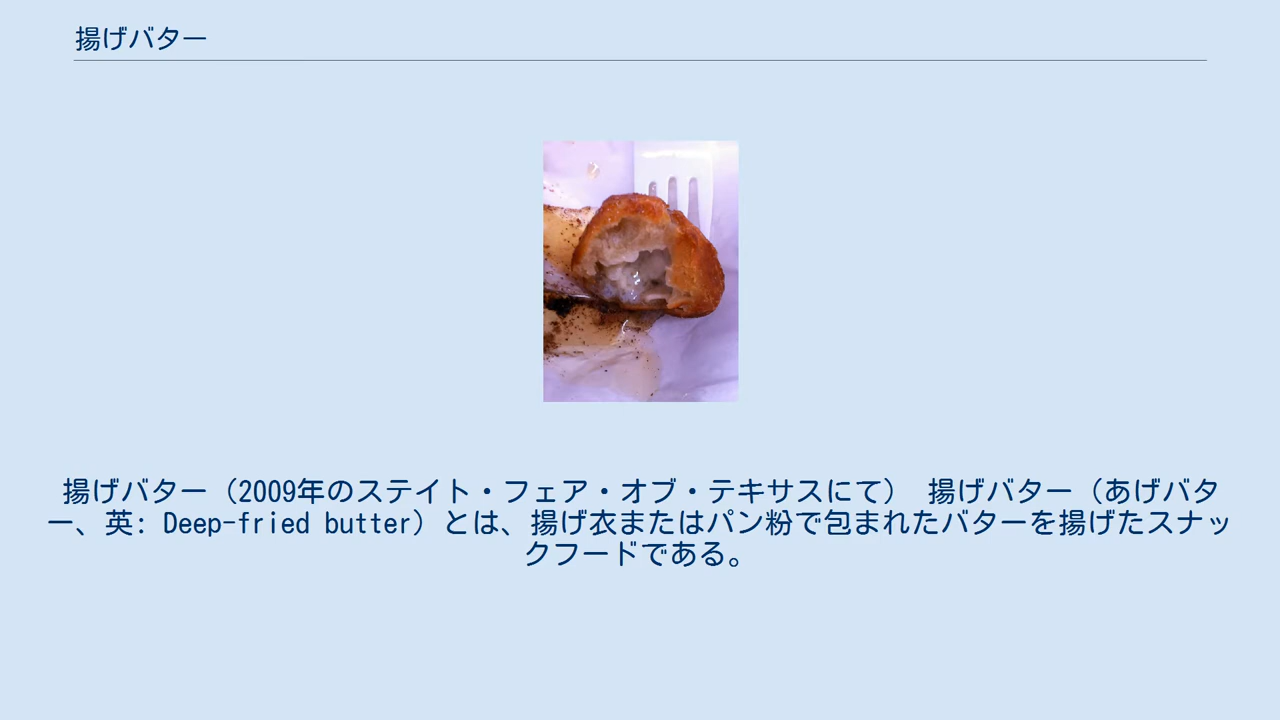 揚げバター
揚げバター（2009年のステイト・フェア・オブ・テキサスにて） 揚げバター（あげバタ
ー、英: Deep-fried butter）とは、揚げ衣またはパン粉で包まれたバターを揚げたスナッ
クフードである。